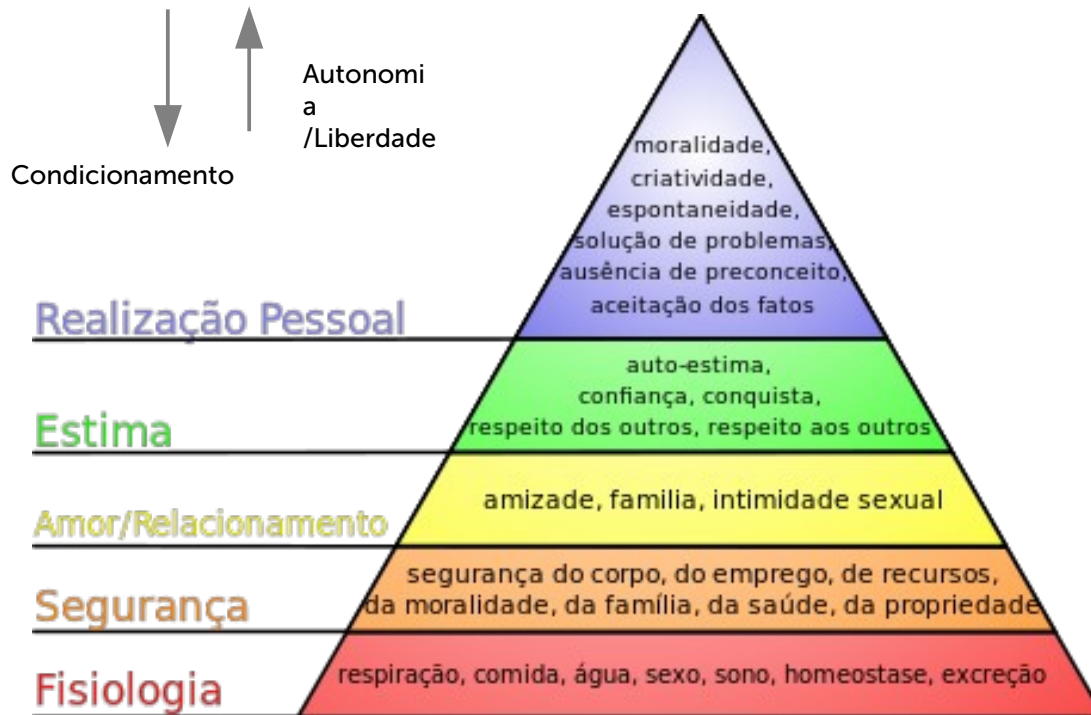 Autonomi
a
/Liberdade
Condicionamento
moralidade,
criatividade,
espontaneidade,
solução de problemas,
ausência de preconceito,
aceitação dos fatos
Realização Pessoal
auto-estima,
confiança, conquista,
respeito dos outros, respeito aos outros
Estima
amizade, família, intimidade sexual
Amor/Relacionamento
segurança do corpo, do emprego, de recursos,
da moralidade, da família, da saúde, da propriedade
Segurança
respiração, comida, água, sexo, sono, homeostase, excreção
Fisiologia